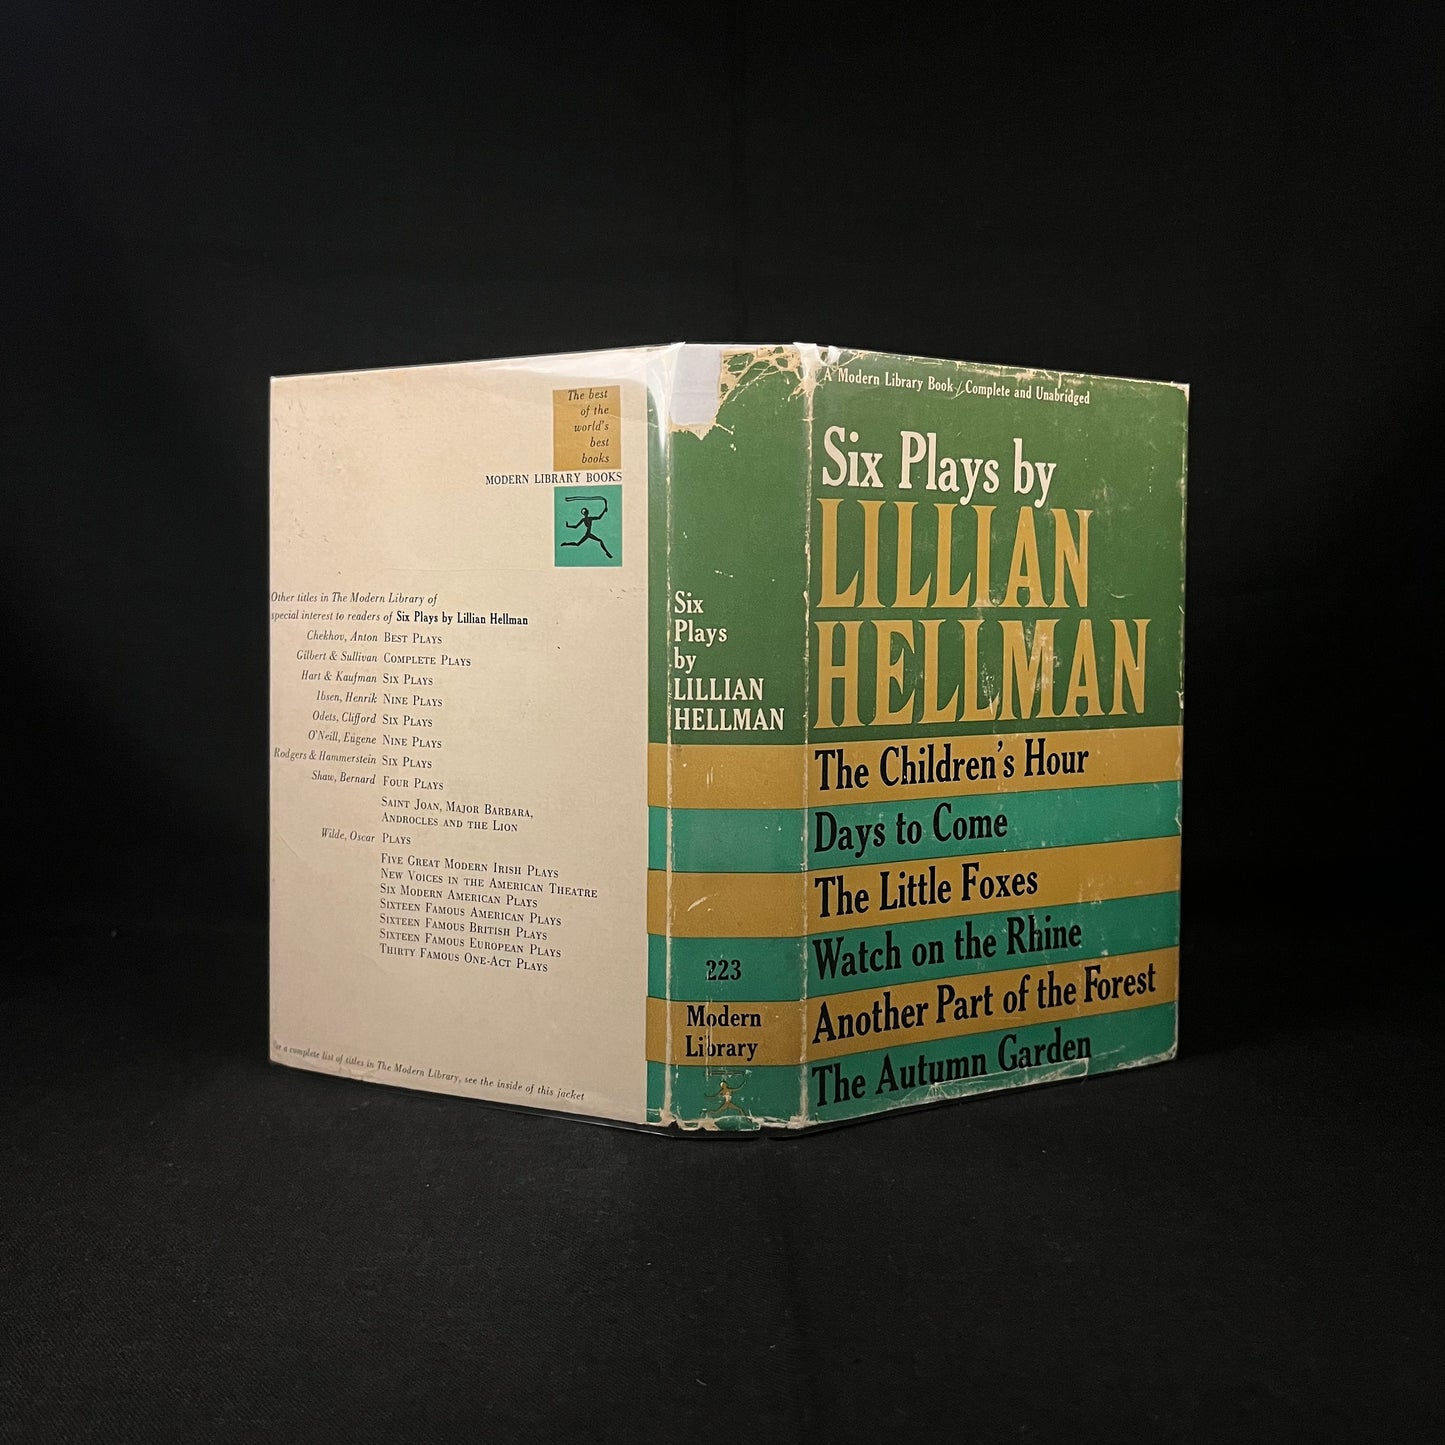 The best
of the
world's
best
books
MODERN LIBRARY BOOKS
Other titles in The Modern Library of
special interest to readers of Six Plays by Lillian Hellman
Chekhov, Anton BEST PLAYS
Gilbert & Sullivan COMPLETE PLAYS
Hart & Kaufman SIX PLAYS
Ibsen, Henrik NINE PLAYS
Odets, Clifford SIX PLAYS
O'Neill, Eugene NINE PLAYS
Rodgers & Hammerstein SIX PLAYS
Shaw, Bernard FOUR PLAYS
SAINT JOAN, MAJOR BARBARA,
ANDROCLES AND THE LION
Wilde, Oscar PLAYS
FIVE GREAT MODERN IRISH PLAYS
NEW VOICES IN THE AMERICAN THEATRE
SIX MODERN AMERICAN PLAYS
SIXTEEN FAMOUS AMERICAN PLAYS
SIXTEEN FAMOUS BRITISH PLAYS
SIXTEEN FAMOUS EUROPEAN PLAYS
THIRTY FAMOUS ONE-ACT PLAYS
a complete list of titles in The Modern Library, see the inside of this jacket
Six
Plays
by
LILLIAN
HELLMAN
223
Modern
Library
A Modern Library Book / Complete and Unabridged
Six Plays by
LILLIAN
HELLMAN
The Children's Hour
Days to Come
The Little Foxes
Watch on the Rhine
Another Part of the Forest
The Autumn Garden